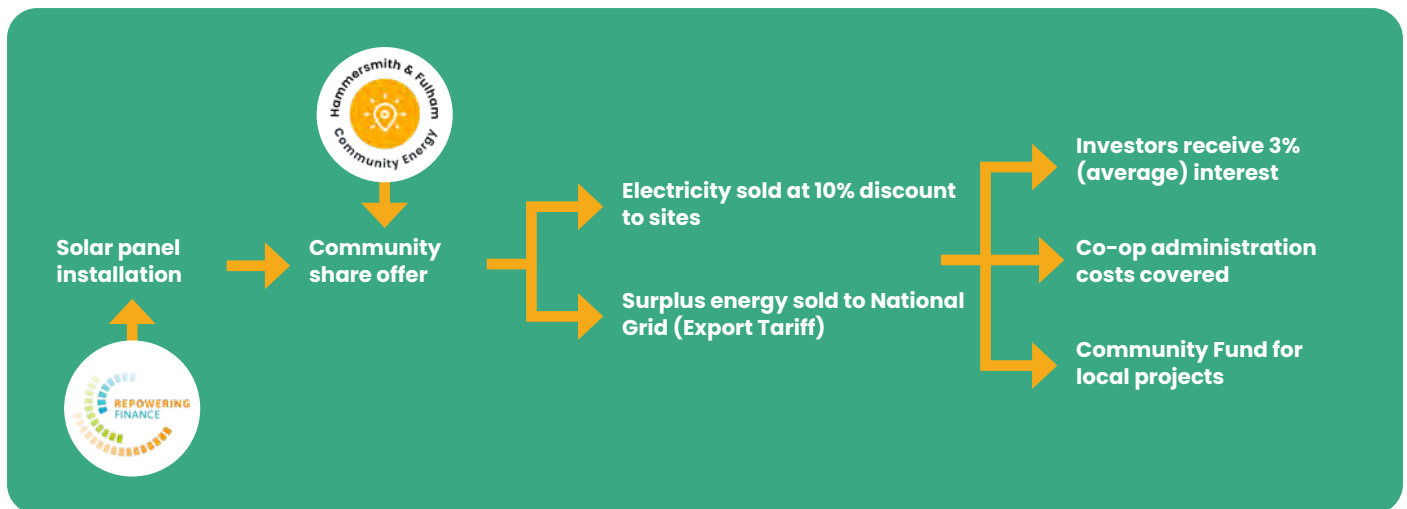 Hammersmith & Fulham
Community Energy
Solar panel
installation
REPOWERING
FINANCE
Community
share offer
Electricity sold at 10% discount
to sites
Surplus energy sold to National
Grid (Export Tariff)
Investors receive 3%
(average) interest
Co-op administration
costs covered
Community Fund for
local projects